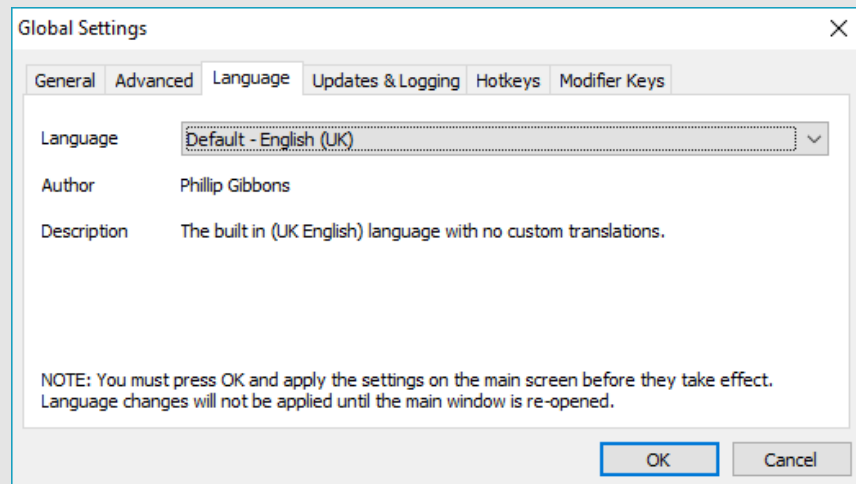 Global Settings
General Advanced Language Updates & Logging Hotkeys Modifier Keys
Language Default - English (UK)
Author Phillip Gibbons
Description The built in (UK English) language with no custom translations.
NOTE: You must press OK and apply the settings on the main screen before they take effect.
Language changes will not be applied until the main window is re-opened.
OK Cancel